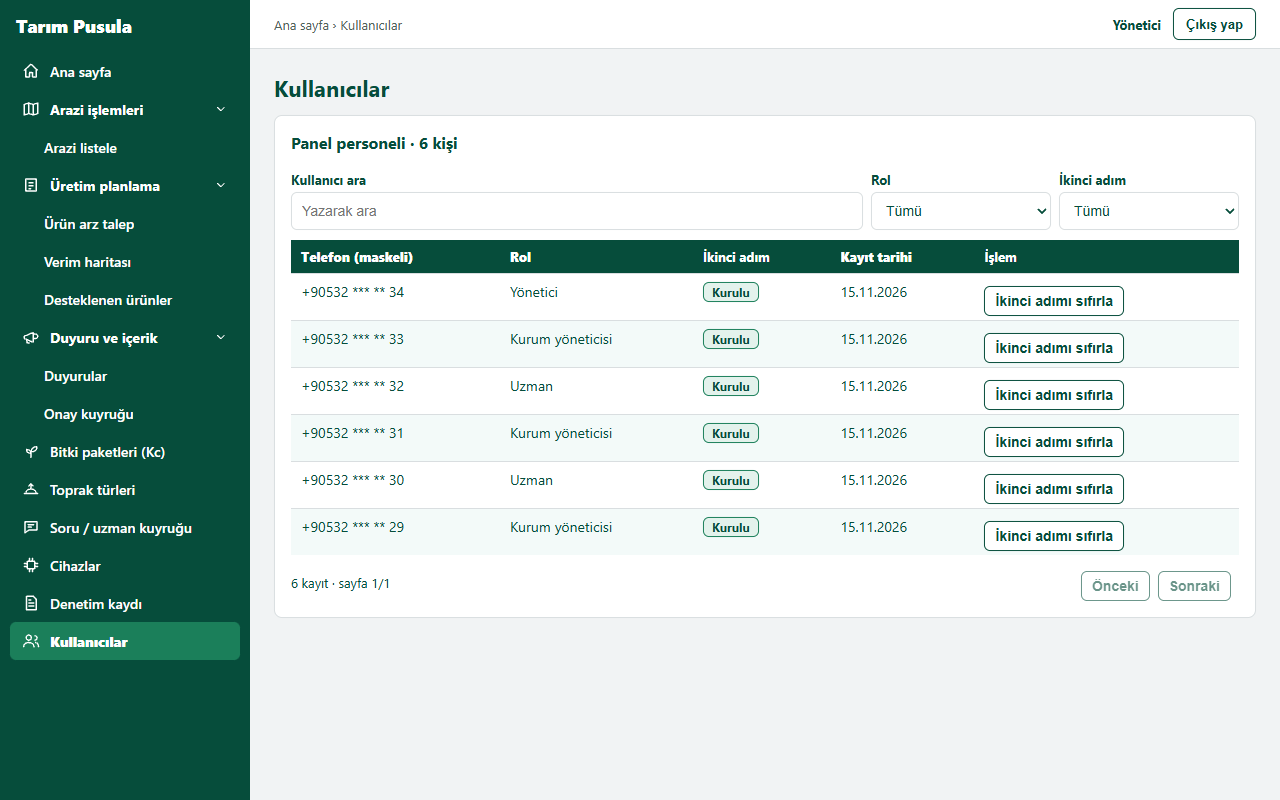 Tarım Pusula
Ana sayfa
Arazi işlemleri
Arazi listele
Üretim planlama
Ürün arz talep
Verim haritası
Desteklenen ürünler
Duyuru ve içerik
Duyurular
Onay kuyruğu
Bitki paketleri (Kc)
Toprak türleri
Soru / uzman kuyruğu
Cihazlar
Denetim kaydı
Kullanıcılar
Ana sayfa › Kullanıcılar
Yönetici Çıkış yap
Kullanıcılar
Panel personeli · 6 kişi
Kullanıcı ara Rol İkinci adım
Yazarak ara Tümü Tümü
Telefon (maskeli) Rol İkinci adım Kayıt tarihi İşlem
+90532 *** ** 34 Yönetici Kurulu 15.11.2026 İkinci adımı sıfırla
+90532 *** ** 33 Kurum yöneticisi Kurulu 15.11.2026 İkinci adımı sıfırla
+90532 *** ** 32 Uzman Kurulu 15.11.2026 İkinci adımı sıfırla
+90532 *** ** 31 Kurum yöneticisi Kurulu 15.11.2026 İkinci adımı sıfırla
+90532 *** ** 30 Uzman Kurulu 15.11.2026 İkinci adımı sıfırla
+90532 *** ** 29 Kurum yöneticisi Kurulu 15.11.2026 İkinci adımı sıfırla
6 kayıt · sayfa 1/1 Önceki Sonraki